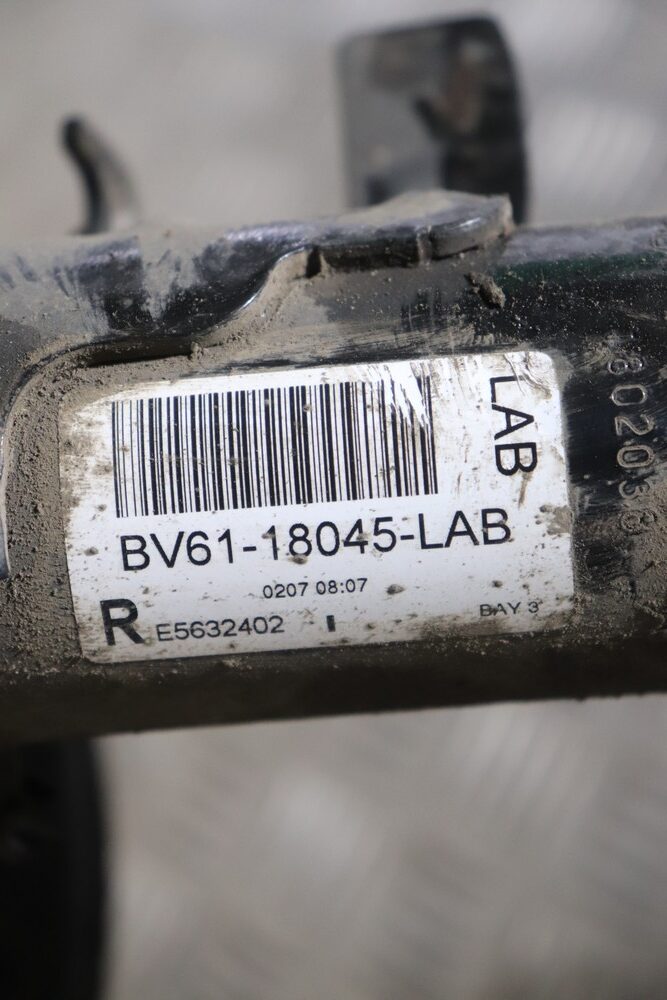 LAB
BV61-18045-LAB
0207 08:07
R E5632402
BAY 3